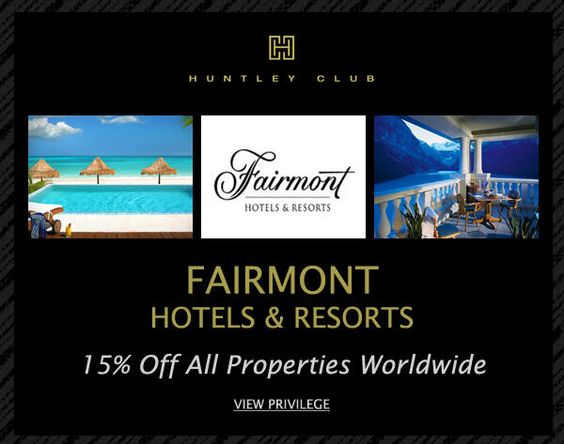 HUNTLEY CLUB
Fairmont
HOTELS & RESORTS
FAIRMONT
HOTELS & RESORTS
15% Off All Properties Worldwide
VIEW PRIVILEGE